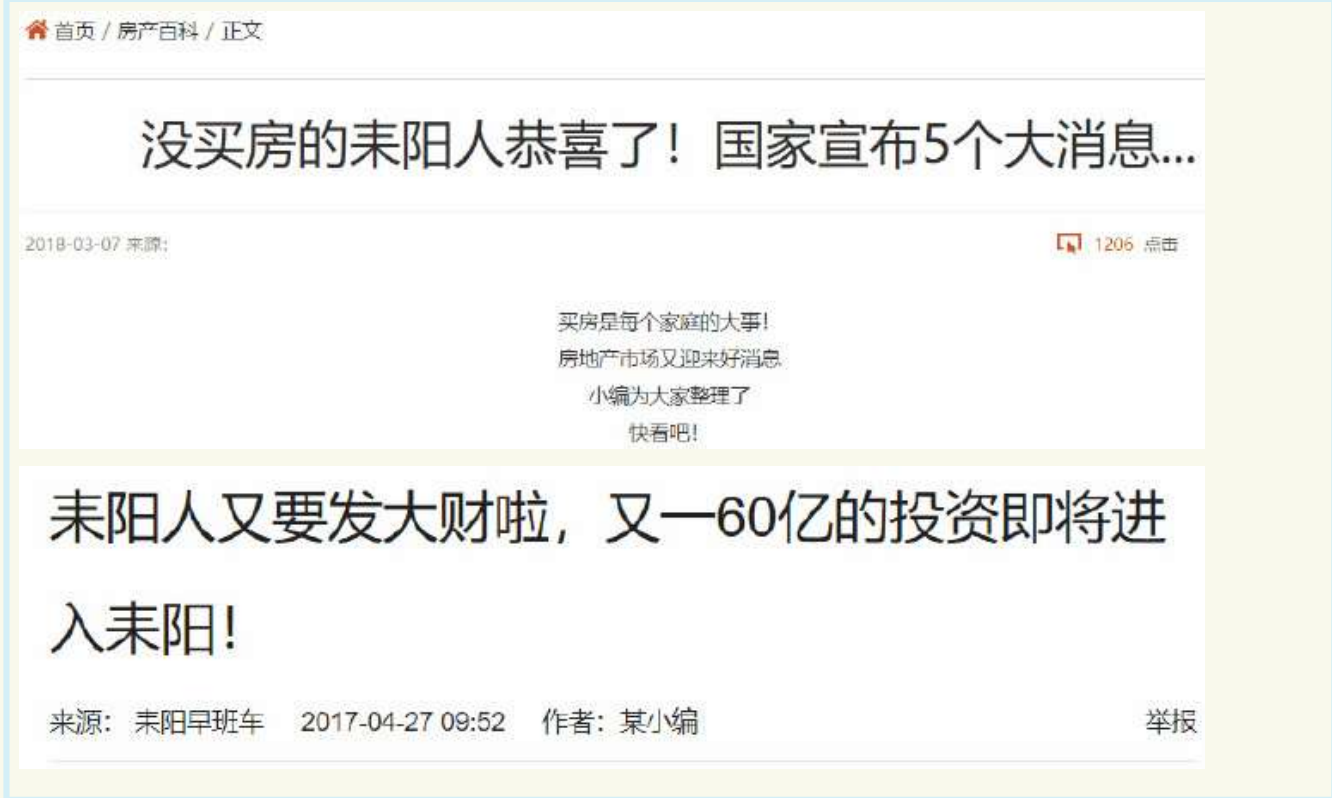 首页 / 房产百科 / 正文
没买房的耒阳人恭喜了！国家宣布5个大消息...
2018-03-07 来源:
1206 点击
买房是每个家庭的大事!
房地产市场又迎来好消息
小编为大家整理了
快看吧!
耒阳人又要发大财啦，又一60亿的投资即将进
入耒阳！
来源： 耒阳早班车 2017-04-27 09:52 作者：某小编
举报